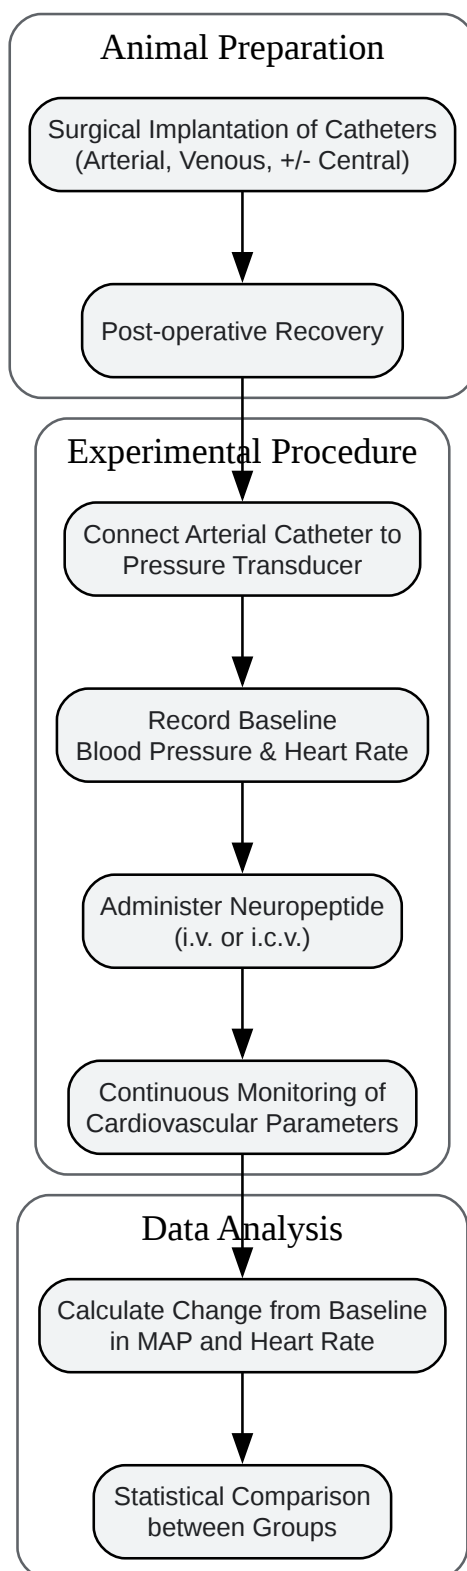 Animal Preparation
Surgical Implantation of Catheters
(Arterial, Venous, +/- Central)
Post-operative Recovery
Experimental Procedure
Connect Arterial Catheter to
Pressure Transducer
Record Baseline
Blood Pressure & Heart Rate
Administer Neuropeptide
(i.v. or i.c.v.)
Continuous Monitoring of
Cardiovascular Parameters
Data Analysis
Calculate Change from Baseline
in MAP and Heart Rate
Statistical Comparison
between Groups